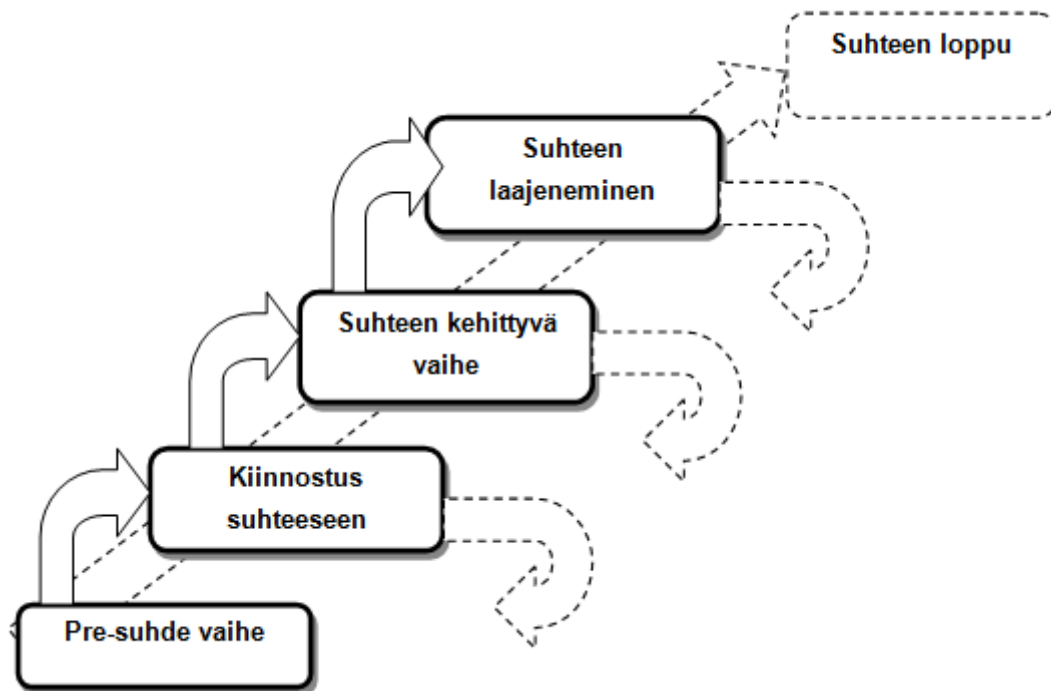 Suhteen loppu
Suhteen
laajeneminen
Suhteen kehittyvä
vaihe
Kiinnostus
suhteeseen
Pre-suhde vaihe